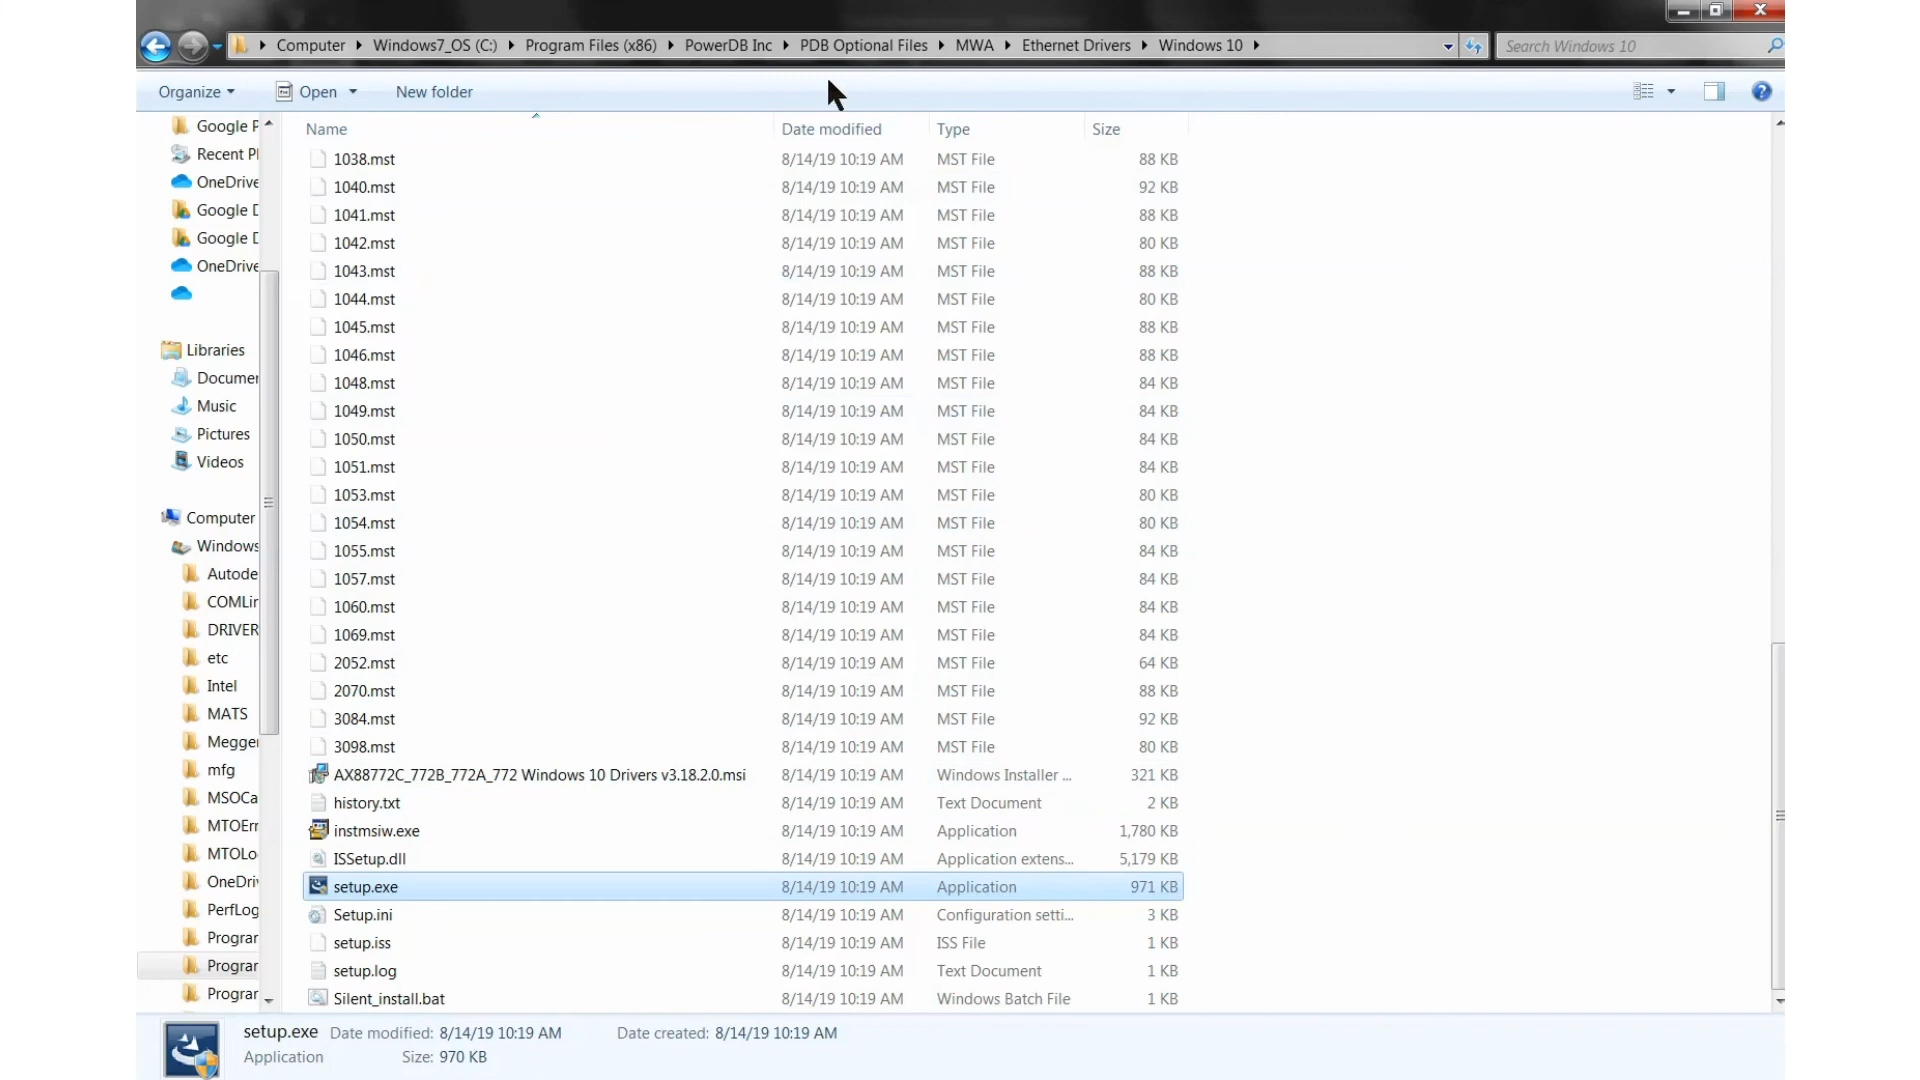 Computer Windows7_OS (C:) Program Files (x86) PowerDB Inc PDB Optional Files MWA Ethernet Drivers Windows 10
Search Windows 10
Organize Open New folder
Name Date modified Type Size
1038.mst 8/14/19 10:19 AM MST File 88 KB
1040.mst 8/14/19 10:19 AM MST File 92 KB
1041.mst 8/14/19 10:19 AM MST File 88 KB
1042.mst 8/14/19 10:19 AM MST File 80 KB
1043.mst 8/14/19 10:19 AM MST File 88 KB
1044.mst 8/14/19 10:19 AM MST File 80 KB
1045.mst 8/14/19 10:19 AM MST File 88 KB
1046.mst 8/14/19 10:19 AM MST File 88 KB
1048.mst 8/14/19 10:19 AM MST File 84 KB
1049.mst 8/14/19 10:19 AM MST File 84 KB
1050.mst 8/14/19 10:19 AM MST File 84 KB
1051.mst 8/14/19 10:19 AM MST File 84 KB
1053.mst 8/14/19 10:19 AM MST File 80 KB
1054.mst 8/14/19 10:19 AM MST File 80 KB
1055.mst 8/14/19 10:19 AM MST File 84 KB
1057.mst 8/14/19 10:19 AM MST File 84 KB
1060.mst 8/14/19 10:19 AM MST File 84 KB
1069.mst 8/14/19 10:19 AM MST File 84 KB
2052.mst 8/14/19 10:19 AM MST File 64 KB
2070.mst 8/14/19 10:19 AM MST File 88 KB
3084.mst 8/14/19 10:19 AM MST File 92 KB
3098.mst 8/14/19 10:19 AM MST File 80 KB
AX88772C_772B_772A_772 Windows 10 Drivers v3.18.2.0.msi 8/14/19 10:19 AM Windows Installer ... 321 KB
history.txt 8/14/19 10:19 AM Text Document 2 KB
instmsiw.exe 8/14/19 10:19 AM Application 1,780 KB
ISSetup.dll 8/14/19 10:19 AM Application extens... 5,179 KB
setup.exe 8/14/19 10:19 AM Application 971 KB
Setup.ini 8/14/19 10:19 AM Configuration setti... 3 KB
setup.iss 8/14/19 10:19 AM ISS File 1 KB
setup.log 8/14/19 10:19 AM Text Document 1 KB
Silent_install.bat 8/14/19 10:19 AM Windows Batch File 1 KB
Google P
Recent Pl
OneDrive
Google D
Google D
OneDrive
Libraries
Documen
Music
Pictures
Videos
Computer
Windows
Autode
COMLin
DRIVER
etc
Intel
MATS
Megger
mfg
MSOCa
MTOErr
MTOLo
OneDri
PerfLog
Program
Program
Program
setup.exe Date modified: 8/14/19 10:19 AM Date created: 8/14/19 10:19 AM
Application Size: 970 KB